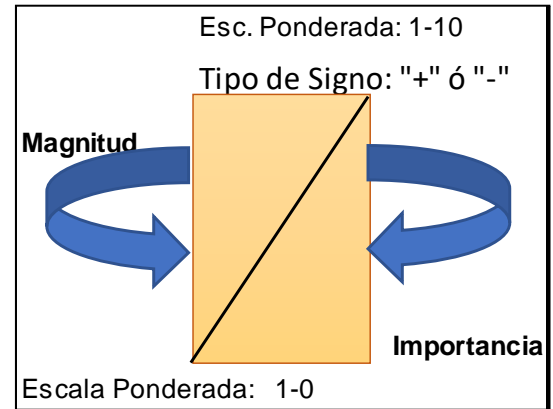 Esc. Ponderada: 1-10
Tipo de Signo: "+" ó "-"
Magnitud
Importancia
Escala Ponderada: 1-0